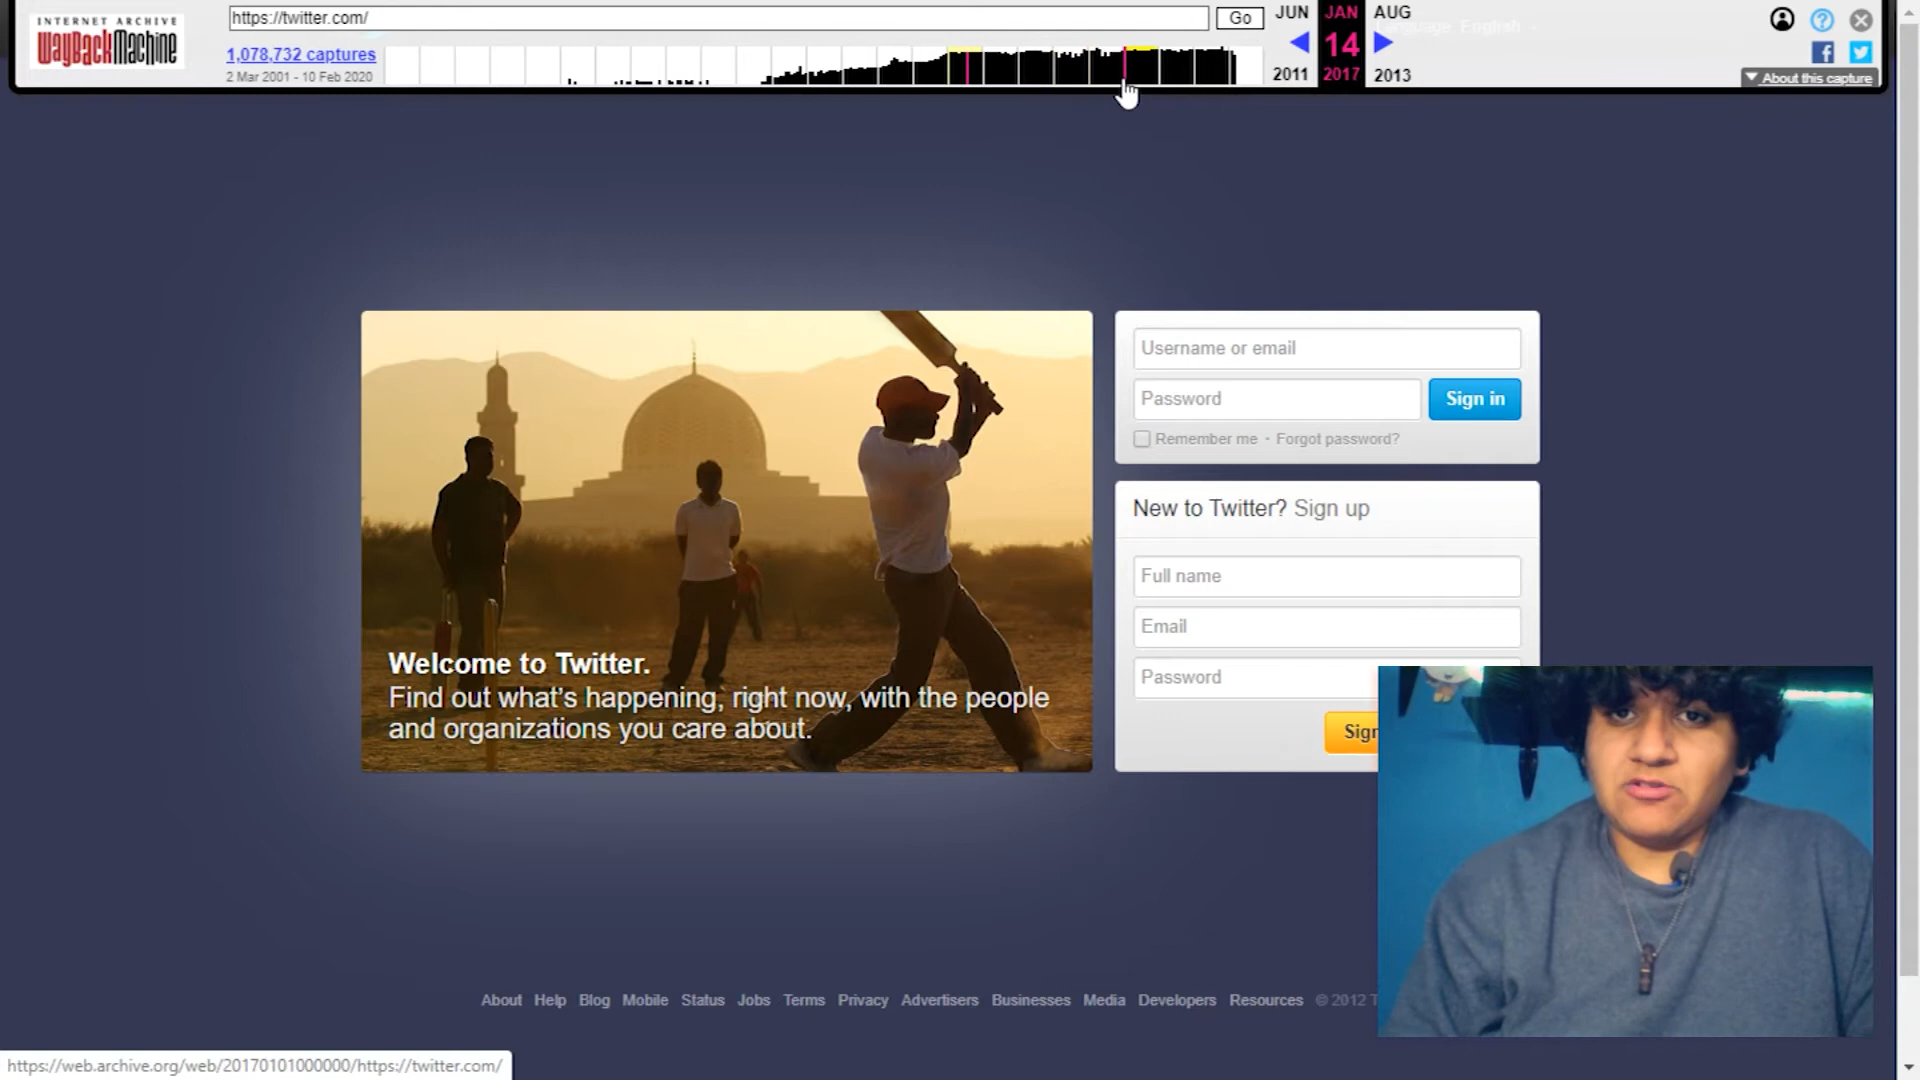 INTERNET ARCHIVE
WayBackMachine
https://twitter.com/
Go
JUN
JAN
AUG
1,078,732 captures
14
2 Mar 2001 - 10 Feb 2020
2011
2017
2013
Language: English
About this capture
Username or email
Password
Sign in
Remember me · Forgot password?
New to Twitter? Sign up
Full name
Email
Password
Sign
Welcome to Twitter.
Find out what's happening, right now, with the people
and organizations you care about.
About Help Blog Mobile Status Jobs Terms Privacy Advertisers Businesses Media Developers Resources © 2012 T
https://web.archive.org/web/20170101000000/https://twitter.com/